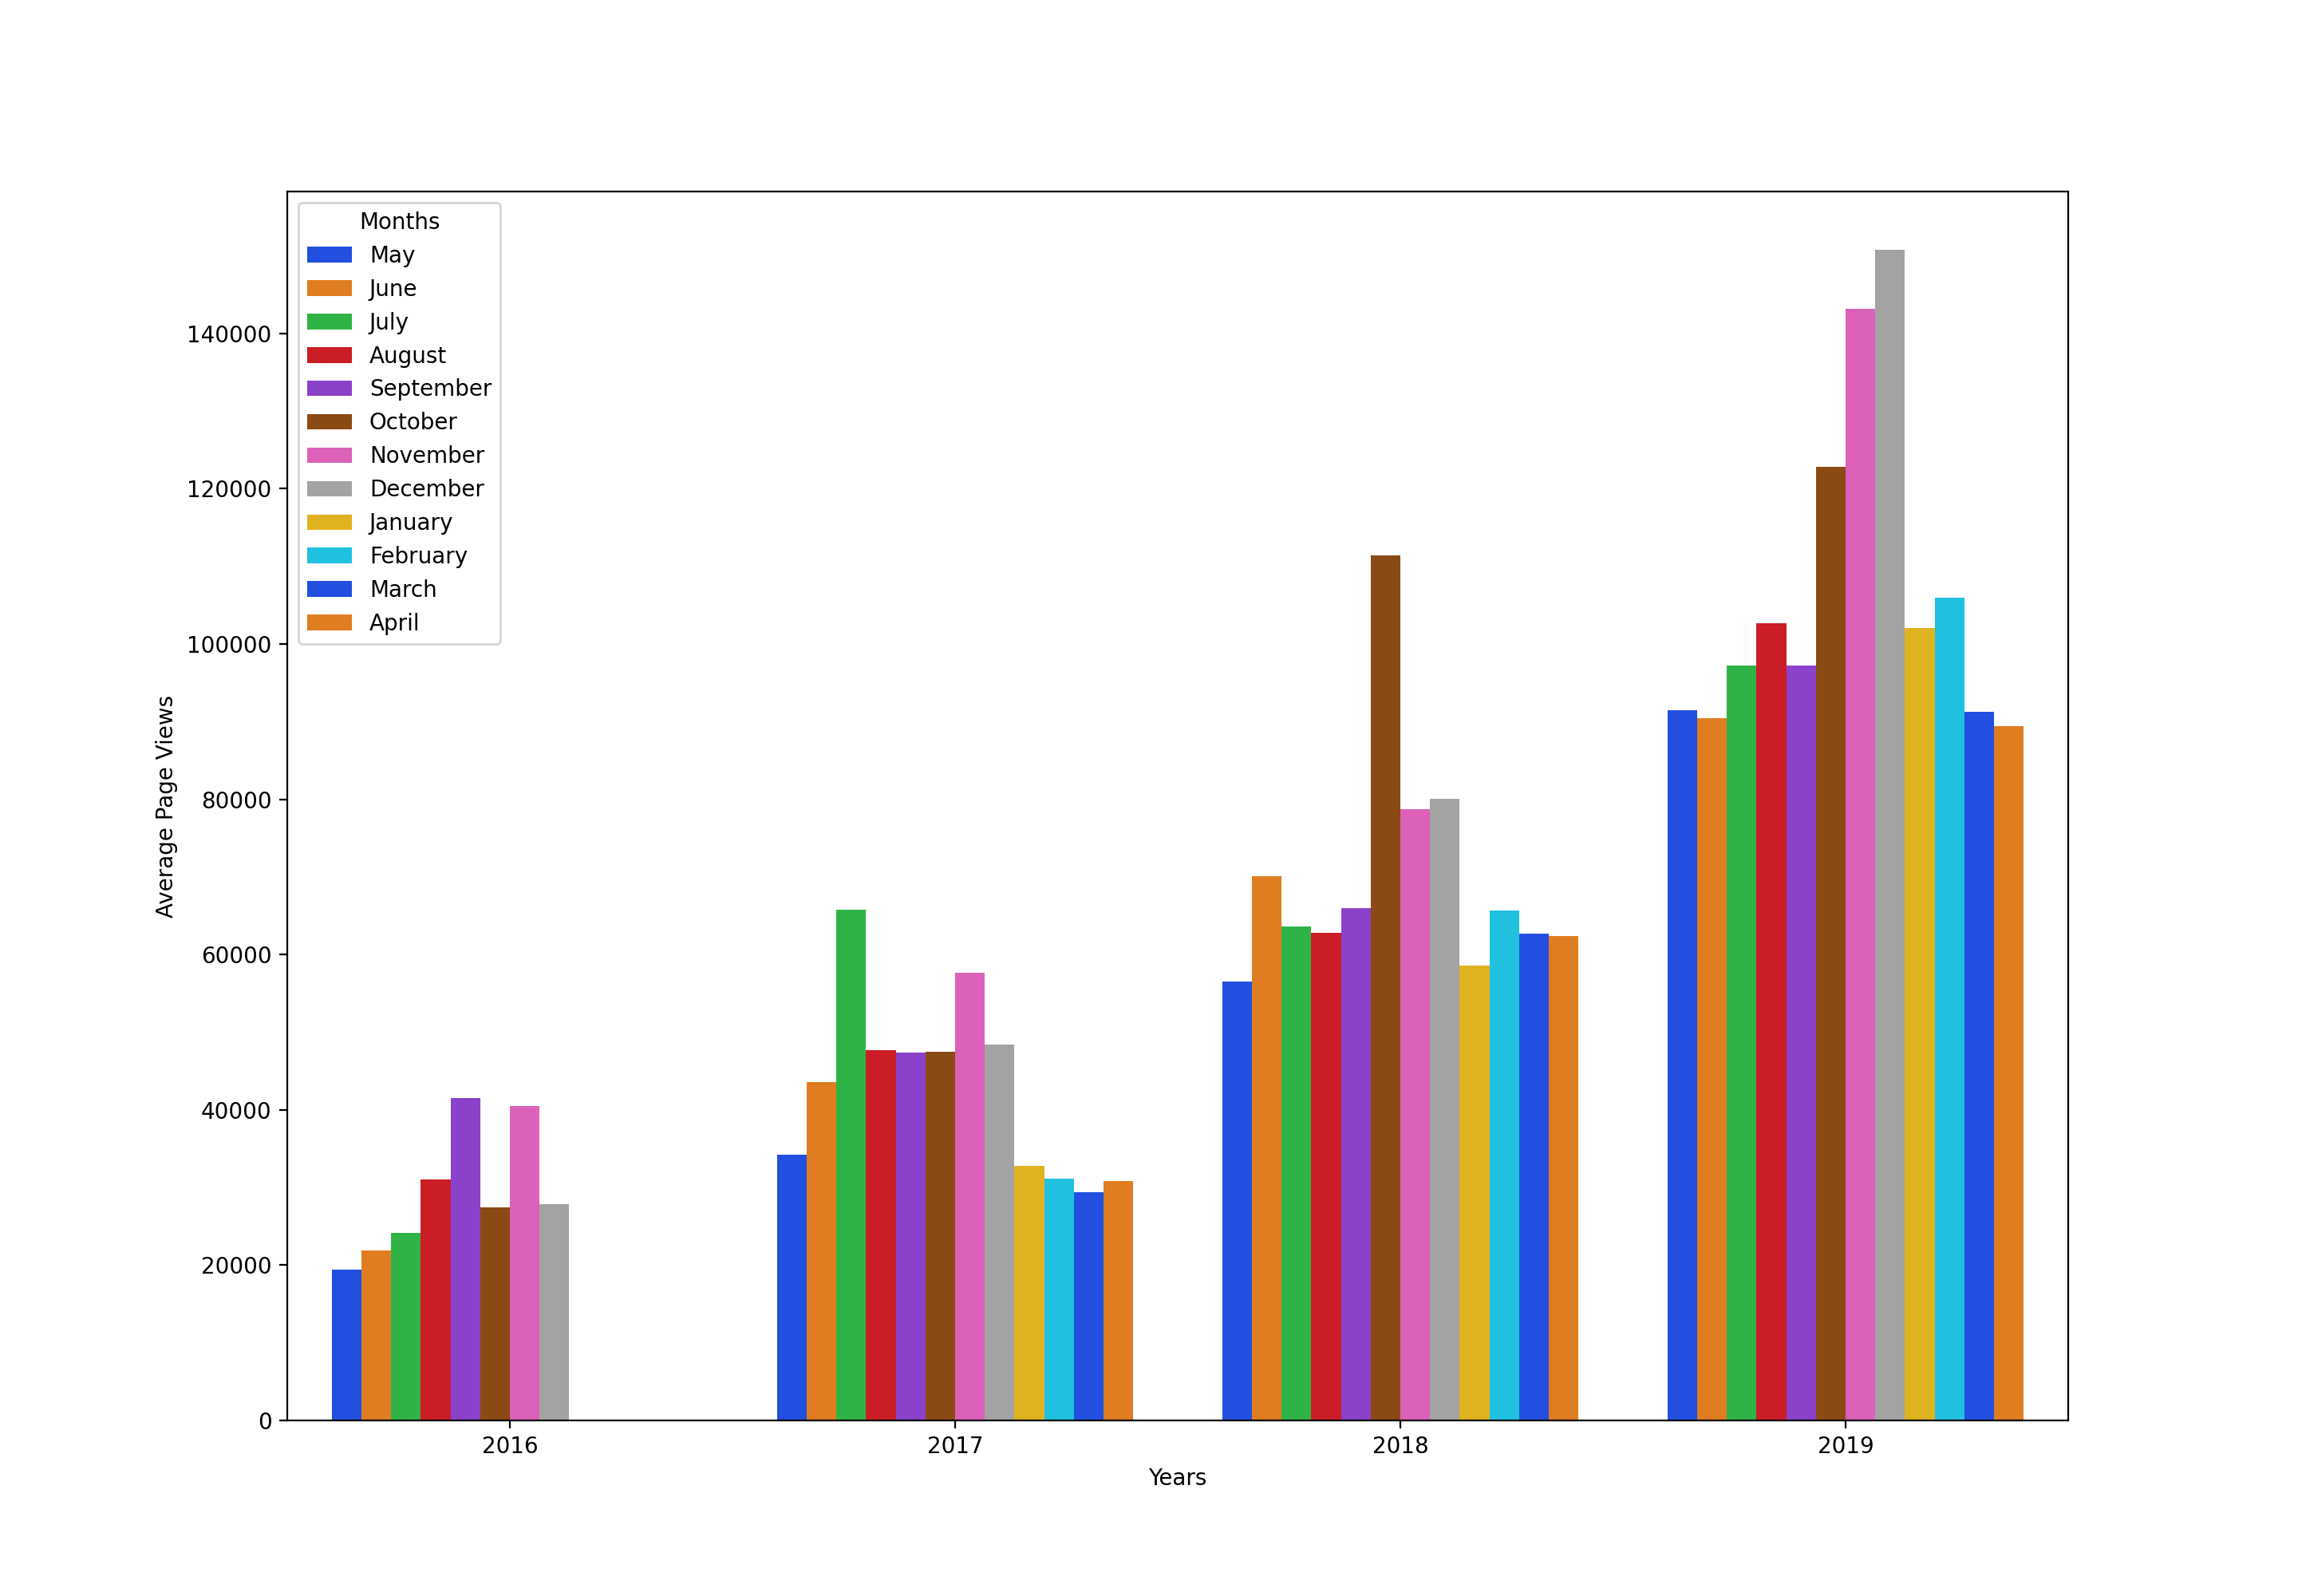 Months
May
June
July
August
September
October
November
December
January
February
March
April
140000
120000
100000
80000
60000
40000
20000
0
Average Page Views
2016 2017 2018 2019
Years